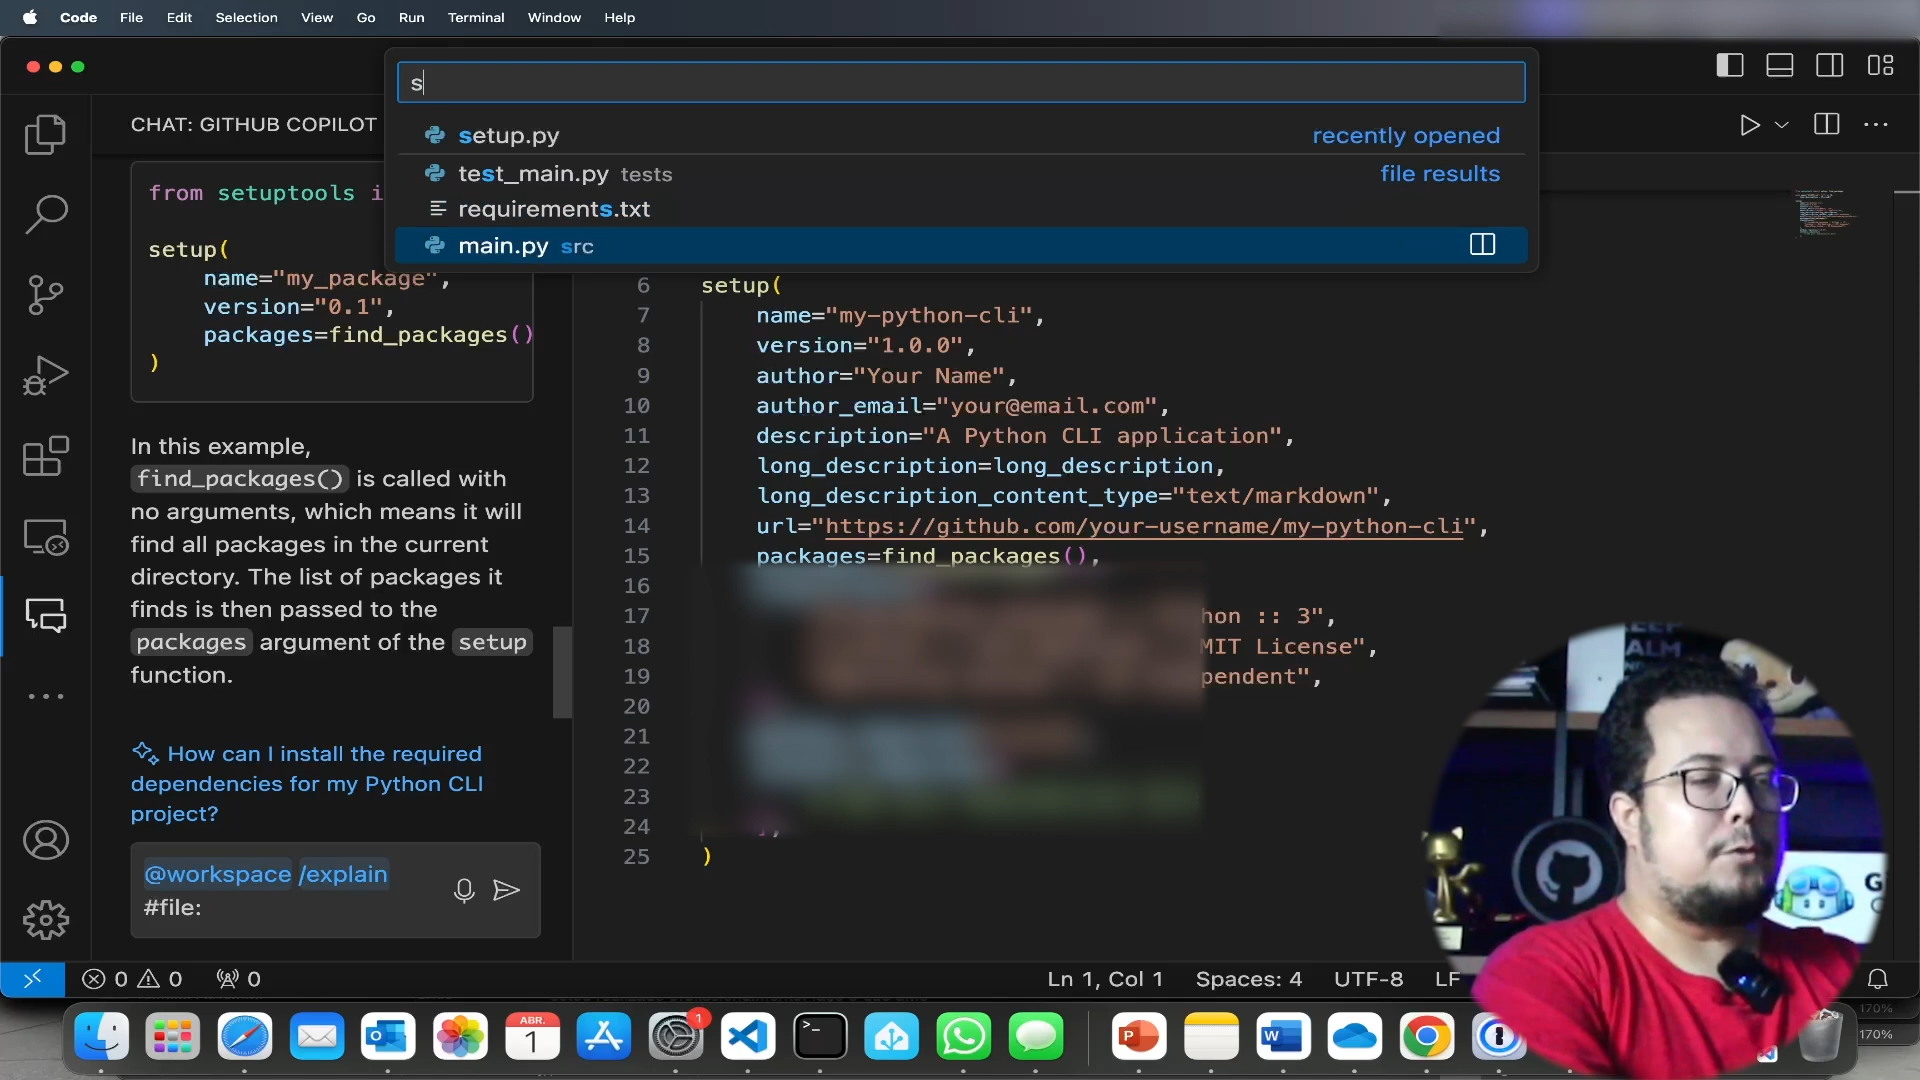 Code File Edit Selection View Go Run Terminal Window Help
s
CHAT: GITHUB COPILOT
setup.py recently opened
test_main.py tests file results
requirements.txt
main.py src
from setuptools i
setup(
name="my_package",
version="0.1",
packages=find_packages()
)
In this example,
find_packages() is called with
no arguments, which means it will
find all packages in the current
directory. The list of packages it
finds is then passed to the
packages argument of the setup
function.
How can I install the required
dependencies for my Python CLI
project?
@workspace /explain
#file:
6 setup(
7 name="my-python-cli",
8 version="1.0.0",
9 author="Your Name",
10 author_email="your@email.com",
11 description="A Python CLI application",
12 long_description=long_description,
13 long_description_content_type="text/markdown",
14 url="https://github.com/your-username/my-python-cli",
15 packages=find_packages(),
16
17 hon :: 3",
18 MIT License",
19 pendent",
20
21
22
23
24 ],
25 )
ALM
0 0 0
Ln 1, Col 1 Spaces: 4 UTF-8 LF
170%
170%
ABR.
1
1